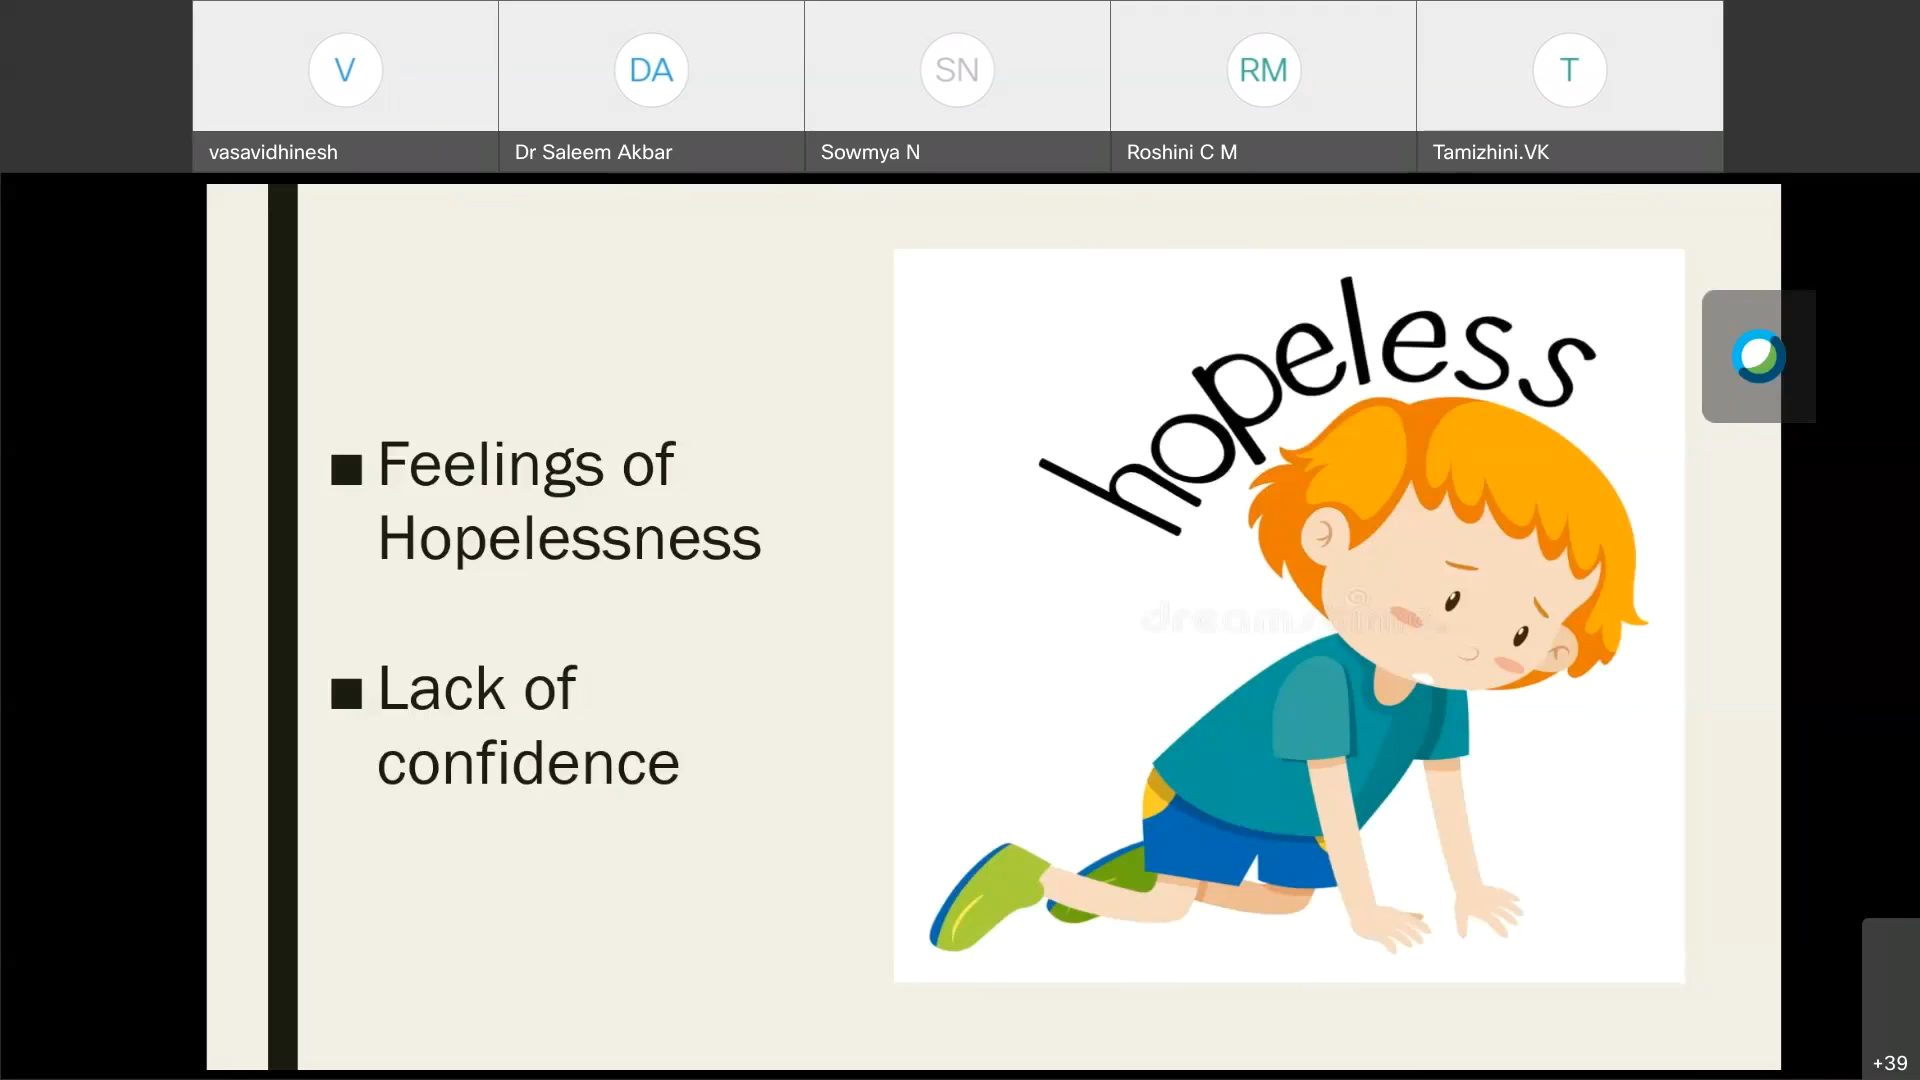 V
DA
SN
RM
T
vasavidhinesh
Dr Saleem Akbar
Sowmya N
Roshini C M
Tamizhini.VK
■ Feelings of
Hopelessness
■ Lack of
confidence
hopeless
+39